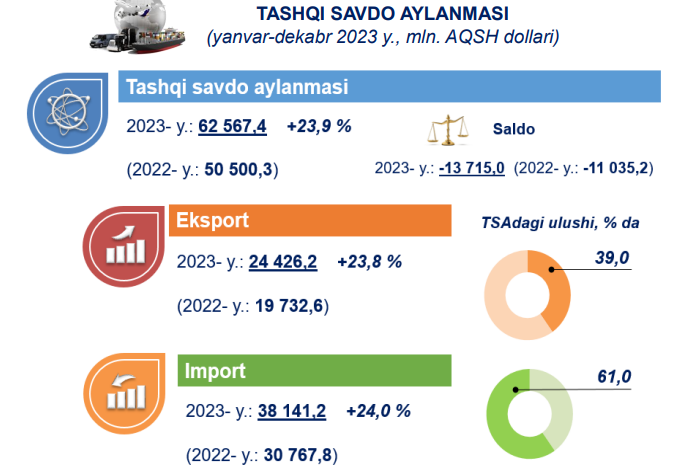 TASHQI SAVDO AYLANMASI
(yanvar-dekabr 2023 y., mln. AQSH dollari)
Tashqi savdo aylanmasi
2023- y.: 62 567,4 +23,9 %
Saldo
(2022- y.: 50 500,3)
2023- y.: -13 715,0 (2022- y.: -11 035,2)
Eksport
TSAdagi ulushi, % da
2023- y.: 24 426,2 +23,8 %
39,0
(2022- y.: 19 732,6)
Import
61,0
2023- y.: 38 141,2 +24,0 %
(2022- y.: 30 767,8)